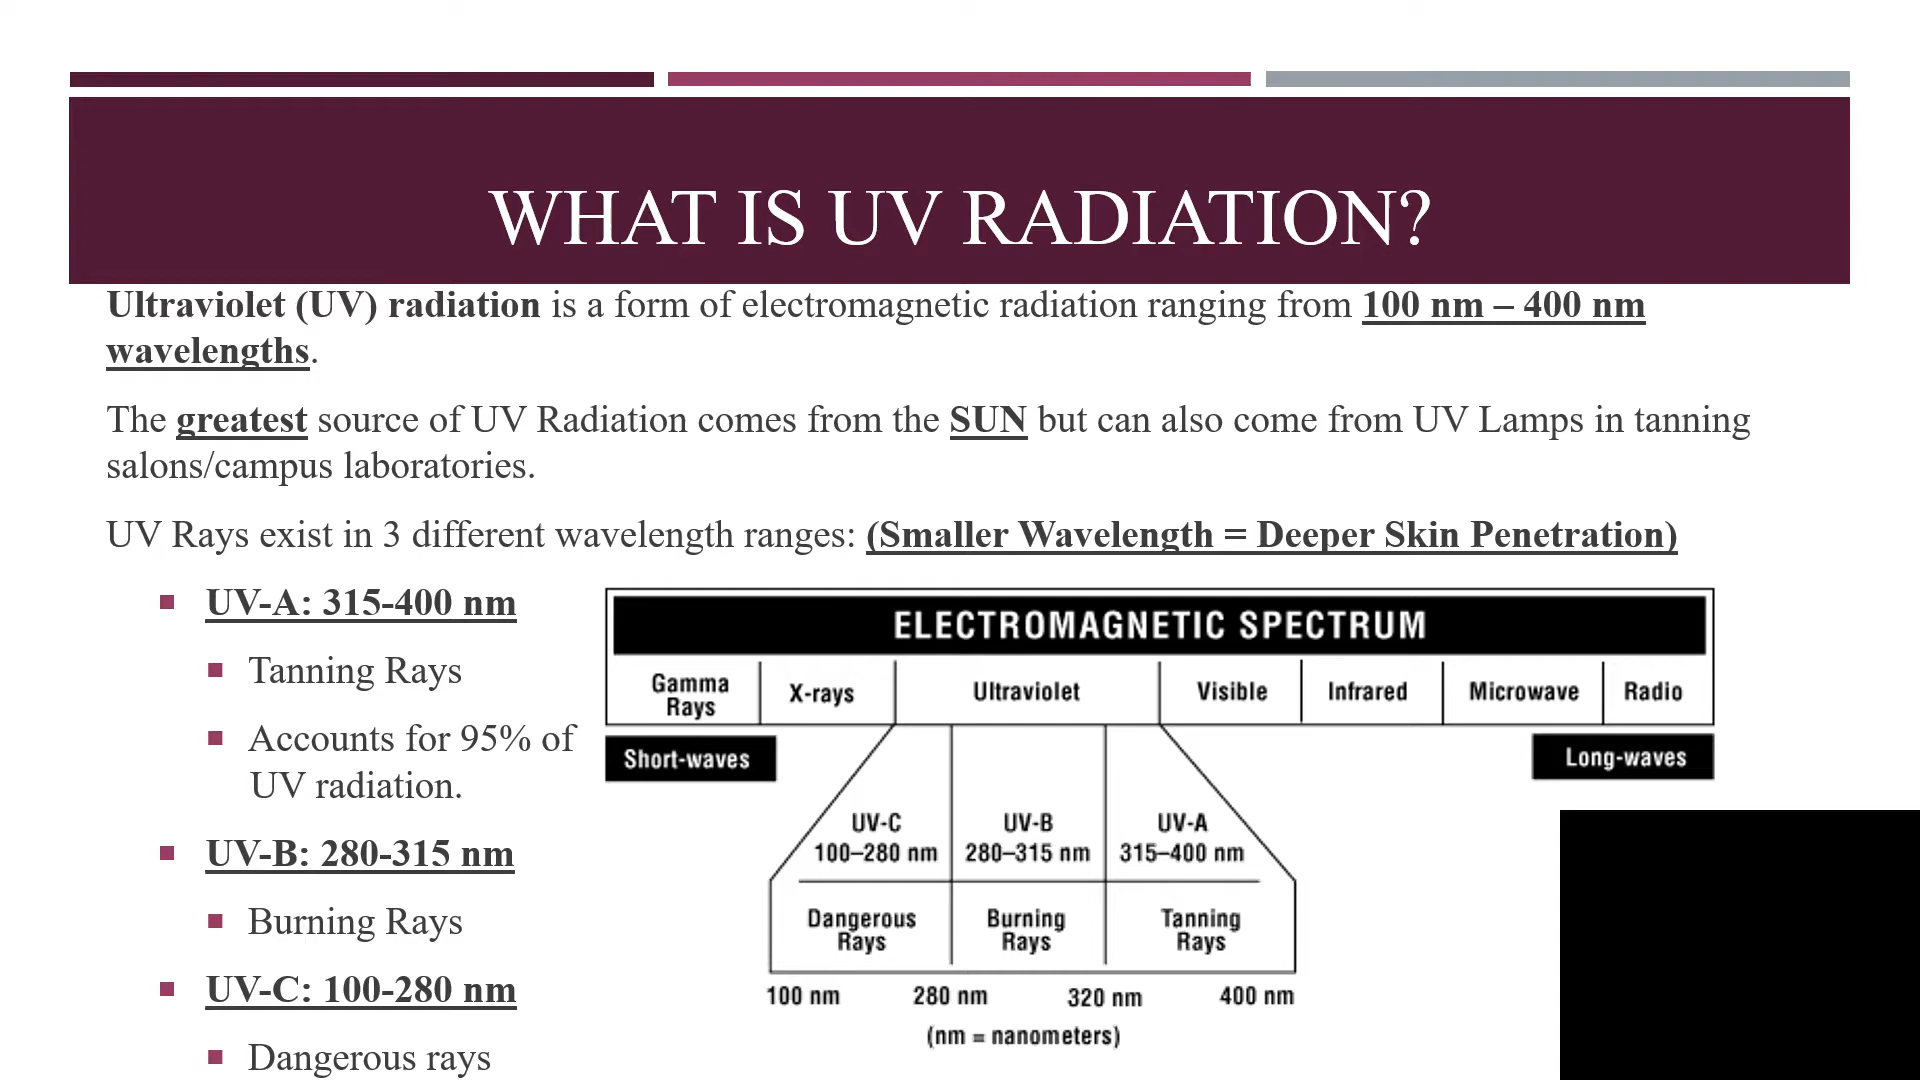 WHAT IS UV RADIATION?
Ultraviolet (UV) radiation is a form of electromagnetic radiation ranging from 100 nm – 400 nm
wavelengths.
The greatest source of UV Radiation comes from the SUN but can also come from UV Lamps in tanning
salons/campus laboratories.
UV Rays exist in 3 different wavelength ranges: (Smaller Wavelength = Deeper Skin Penetration)
UV-A: 315-400 nm
Tanning Rays
Accounts for 95% of
UV radiation.
UV-B: 280-315 nm
Burning Rays
UV-C: 100-280 nm
Dangerous rays
ELECTROMAGNETIC SPECTRUM
Gamma
Rays
X-rays
Ultraviolet
Visible
Infrared
Microwave
Radio
Short-waves
Long-waves
UV-C
100–280 nm
UV-B
280–315 nm
UV-A
315–400 nm
Dangerous
Rays
Burning
Rays
Tanning
Rays
100 nm
280 nm
320 nm
400 nm
(nm = nanometers)